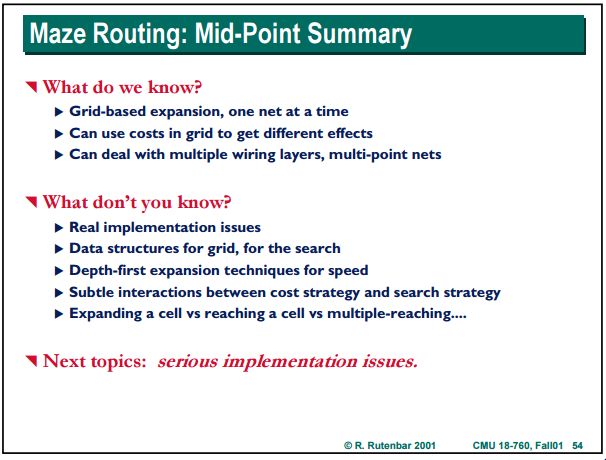 Maze Routing: Mid-Point Summary
What do we know?
Grid-based expansion, one net at a time
Can use costs in grid to get different effects
Can deal with multiple wiring layers, multi-point nets
What don't you know?
Real implementation issues
Data structures for grid, for the search
Depth-first expansion techniques for speed
Subtle interactions between cost strategy and search strategy
Expanding a cell vs reaching a cell vs multiple-reaching....
Next topics: serious implementation issues.
© R. Rutenbar 2001 CMU 18-760, Fall01 54